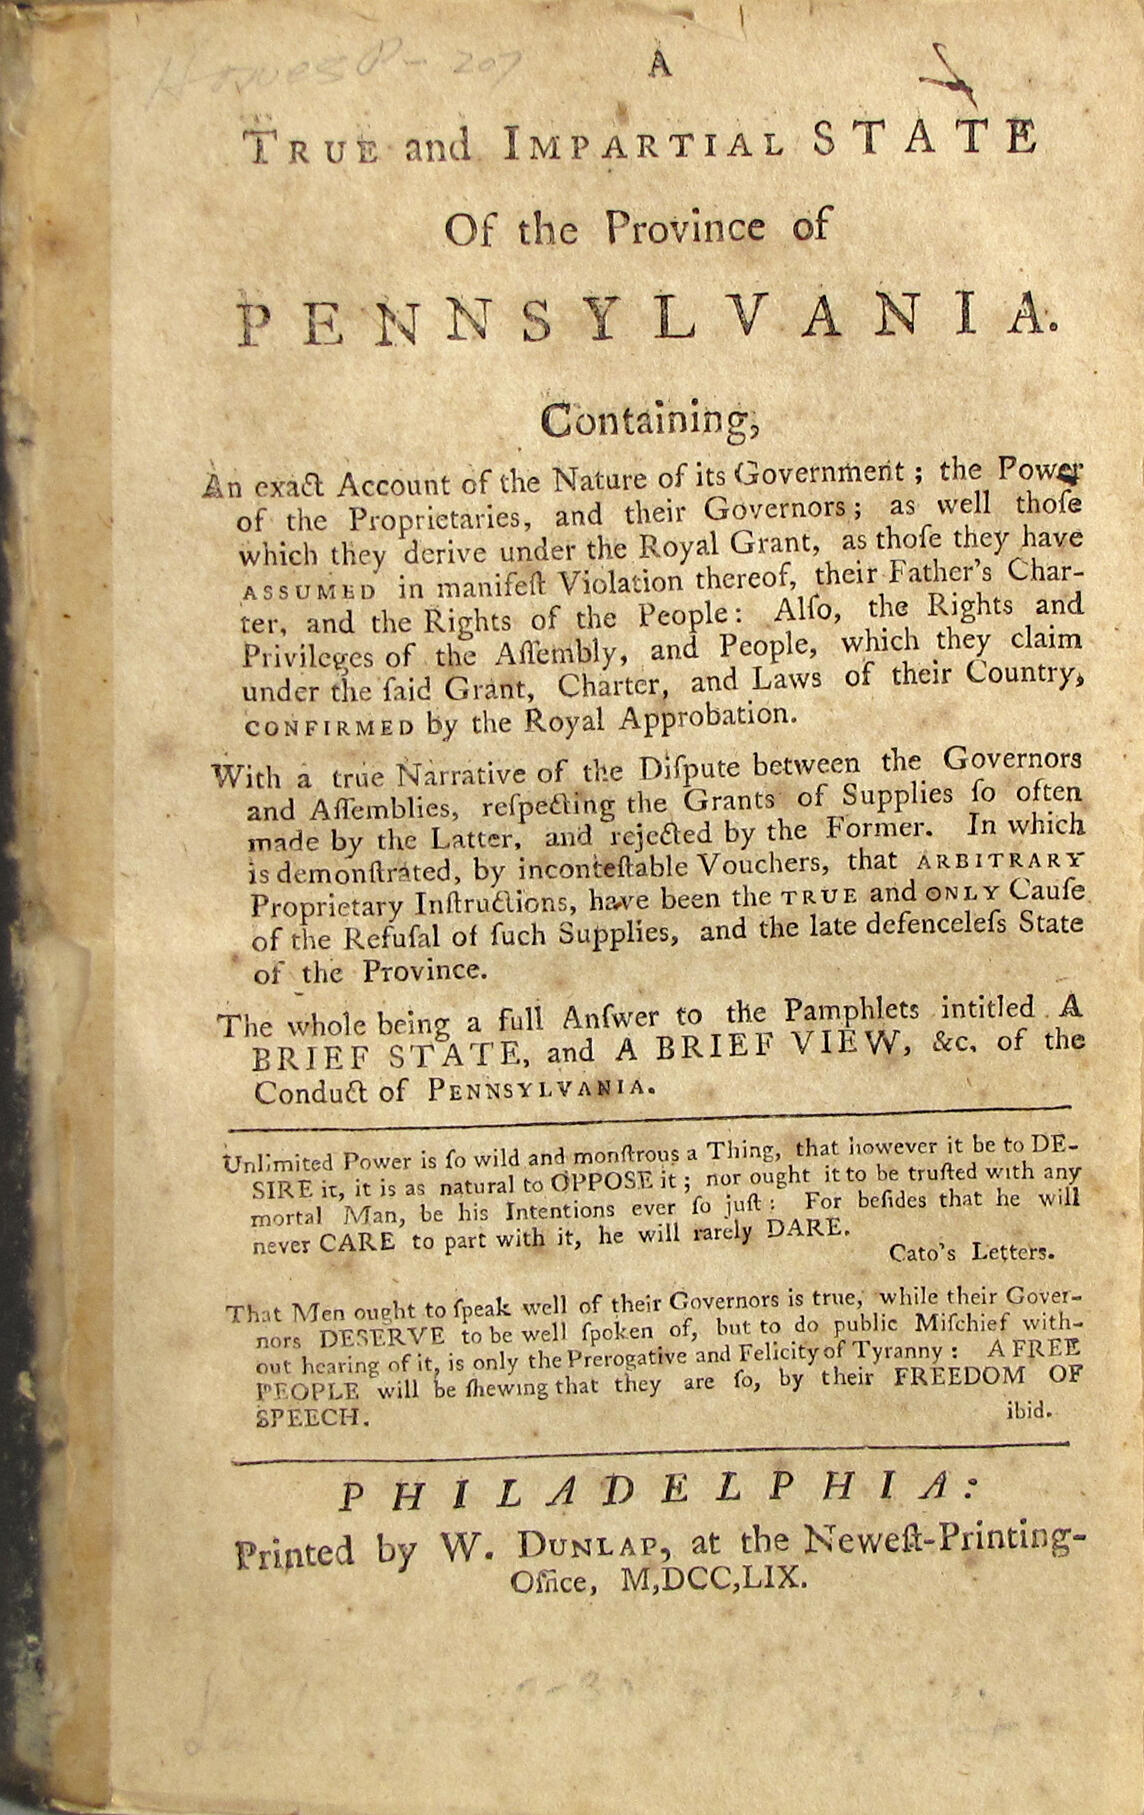 Howes P-207
A
TRUE and IMPARTIAL STATE
Of the Province of
PENNSYLVANIA.
Containing,
An exact Account of the Nature of its Government; the Power
of the Proprietaries, and their Governors; as well thoſe
which they derive under the Royal Grant, as thoſe they have
ASSUMED in manifeſt Violation thereof, their Father's Char-
ter, and the Rights of the People: Alſo, the Rights and
Privileges of the Aſſembly, and People, which they claim
under the ſaid Grant, Charter, and Laws of their Country,
CONFIRMED by the Royal Approbation.
With a true Narrative of the Diſpute between the Governors
and Aſſemblies, reſpecting the Grants of Supplies ſo often
made by the Latter, and rejected by the Former. In which
is demonſtrated, by inconteſtable Vouchers, that ARBITRARY
Proprietary Inſtructions, have been the TRUE and ONLY Cauſe
of the Refuſal of ſuch Supplies, and the late defenceleſs State
of the Province.
The whole being a full Anſwer to the Pamphlets intitled A
BRIEF STATE, and A BRIEF VIEW, &c. of the
Conduct of PENNSYLVANIA.
Unlimited Power is ſo wild and monſtrous a Thing, that however it be to DE-
SIRE it, it is as natural to OPPOSE it; nor ought it to be truſted with any
mortal Man, be his Intentions ever ſo juſt: For beſides that he will
never CARE to part with it, he will rarely DARE.
Cato's Letters.
That Men ought to ſpeak well of their Governors is true, while their Gover-
nors DESERVE to be well ſpoken of, but to do public Miſchief with-
out hearing of it, is only the Prerogative and Felicity of Tyranny: A FREE
PEOPLE will be ſhewing that they are ſo, by their FREEDOM OF
SPEECH.
ibid.
PHILADELPHIA:
Printed by W. DUNLAP, at the Neweſt-Printing-
Office, M,DCC,LIX.